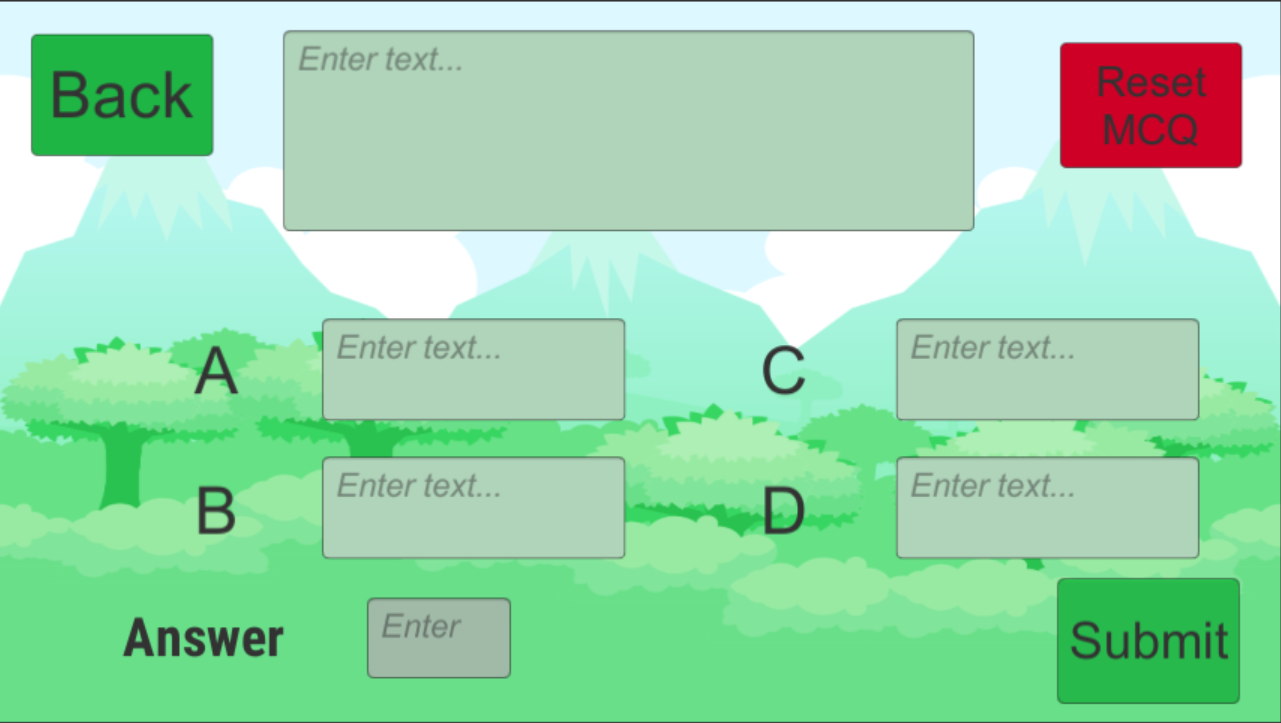 Back
Enter text...
Reset
MCQ
A
Enter text...
C
Enter text...
B
Enter text...
D
Enter text...
Answer
Enter
Submit